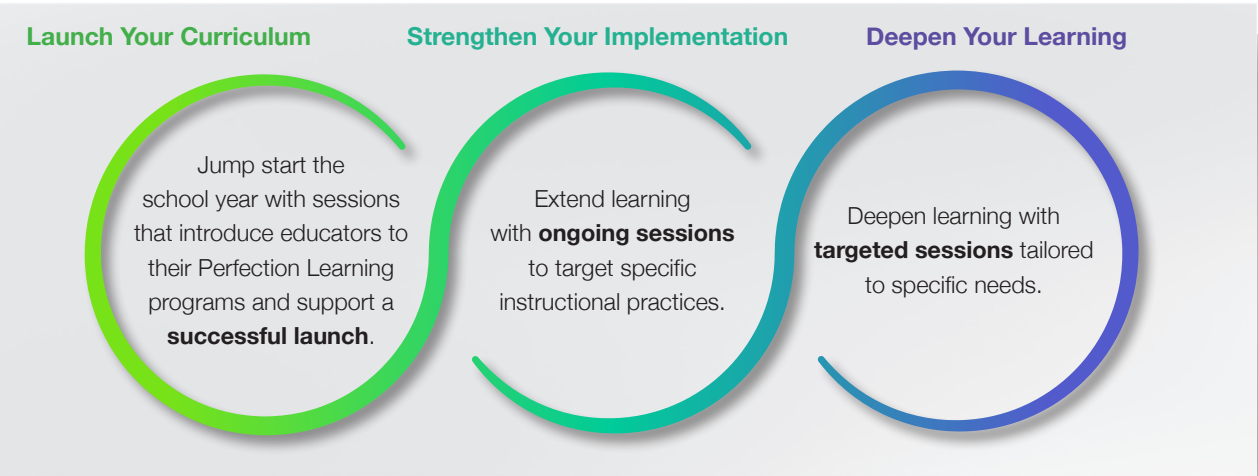 Launch Your Curriculum
Jump start the
school year with sessions
that introduce educators to
their Perfection Learning
programs and support a
successful launch.
Strengthen Your Implementation
Extend learning
with ongoing sessions
to target specific
instructional practices.
Deepen Your Learning
Deepen learning with
targeted sessions tailored
to specific needs.